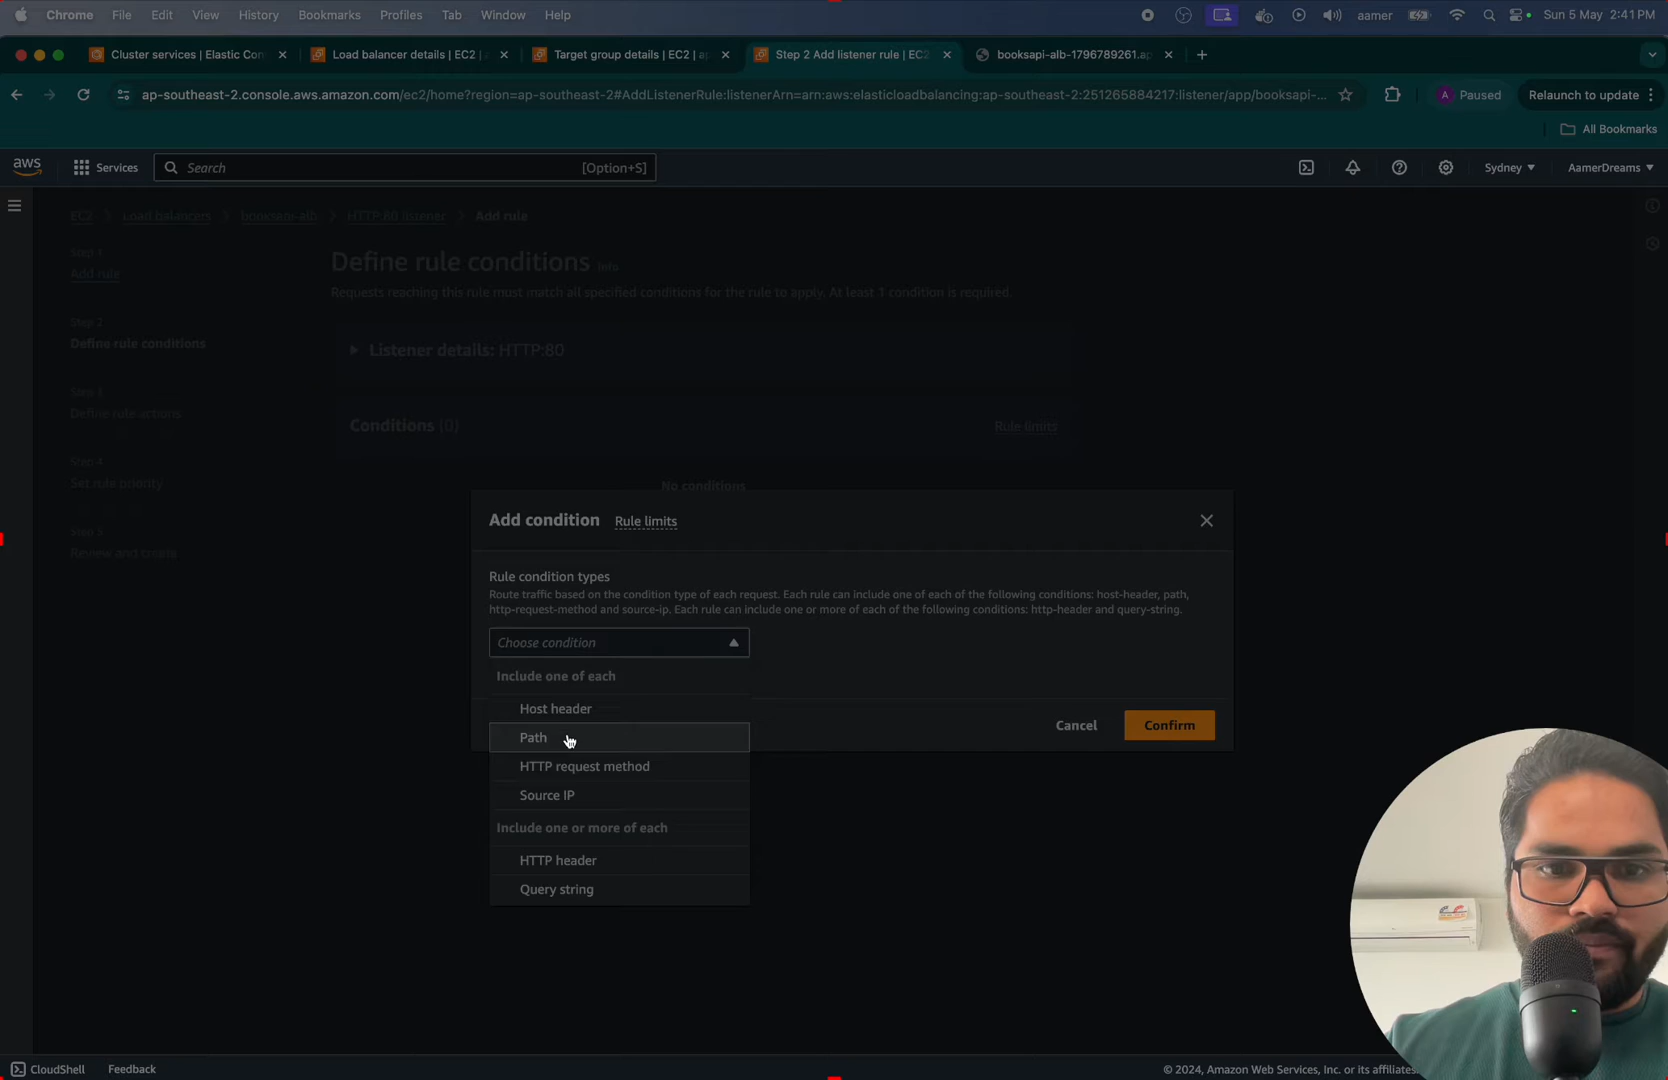 Chrome File Edit View History Bookmarks Profiles Tab Window Help aamer Sun 5 May 2:41 PM
Cluster services | Elastic Con Load balancer details | EC2 | Target group details | EC2 | ap Step 2 Add listener rule | EC2 booksapi-alb-1796789261.ap
ap-southeast-2.console.aws.amazon.com/ec2/home?region=ap-southeast-2#AddListenerRule:listenerArn=arn:aws:elasticloadbalancing:ap-southeast-2:251265884217:listener/app/booksapi-... A Paused Relaunch to update
All Bookmarks
aws Services Search [Option+S] Sydney AamerDreams
EC2 Load balancers booksapi-alb HTTP:80 listener Add rule
Step 1
Add rule
Step 2
Define rule conditions
Step 3
Define rule actions
Step 4
Set rule priority
Step 5
Review and create
Define rule conditions Info
Requests reaching this rule must match all specified conditions for the rule to apply. At least 1 condition is required.
Listener details: HTTP:80
Conditions (0) Rule limits
No conditions
Add condition Rule limits
Rule condition types
Route traffic based on the condition type of each request. Each rule can include one of each of the following conditions: host-header, path,
http-request-method and source-ip. Each rule can include one or more of each of the following conditions: http-header and query-string.
Choose condition
Include one of each
Host header
Path
HTTP request method
Source IP
Include one or more of each
HTTP header
Query string
Cancel Confirm
CloudShell Feedback © 2024, Amazon Web Services, Inc. or its affiliates.